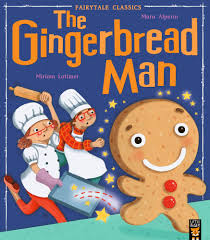 FAIRYTALE CLASSICS
The
Mara Alperin
Gingerbread
Miriam Latimer
Man